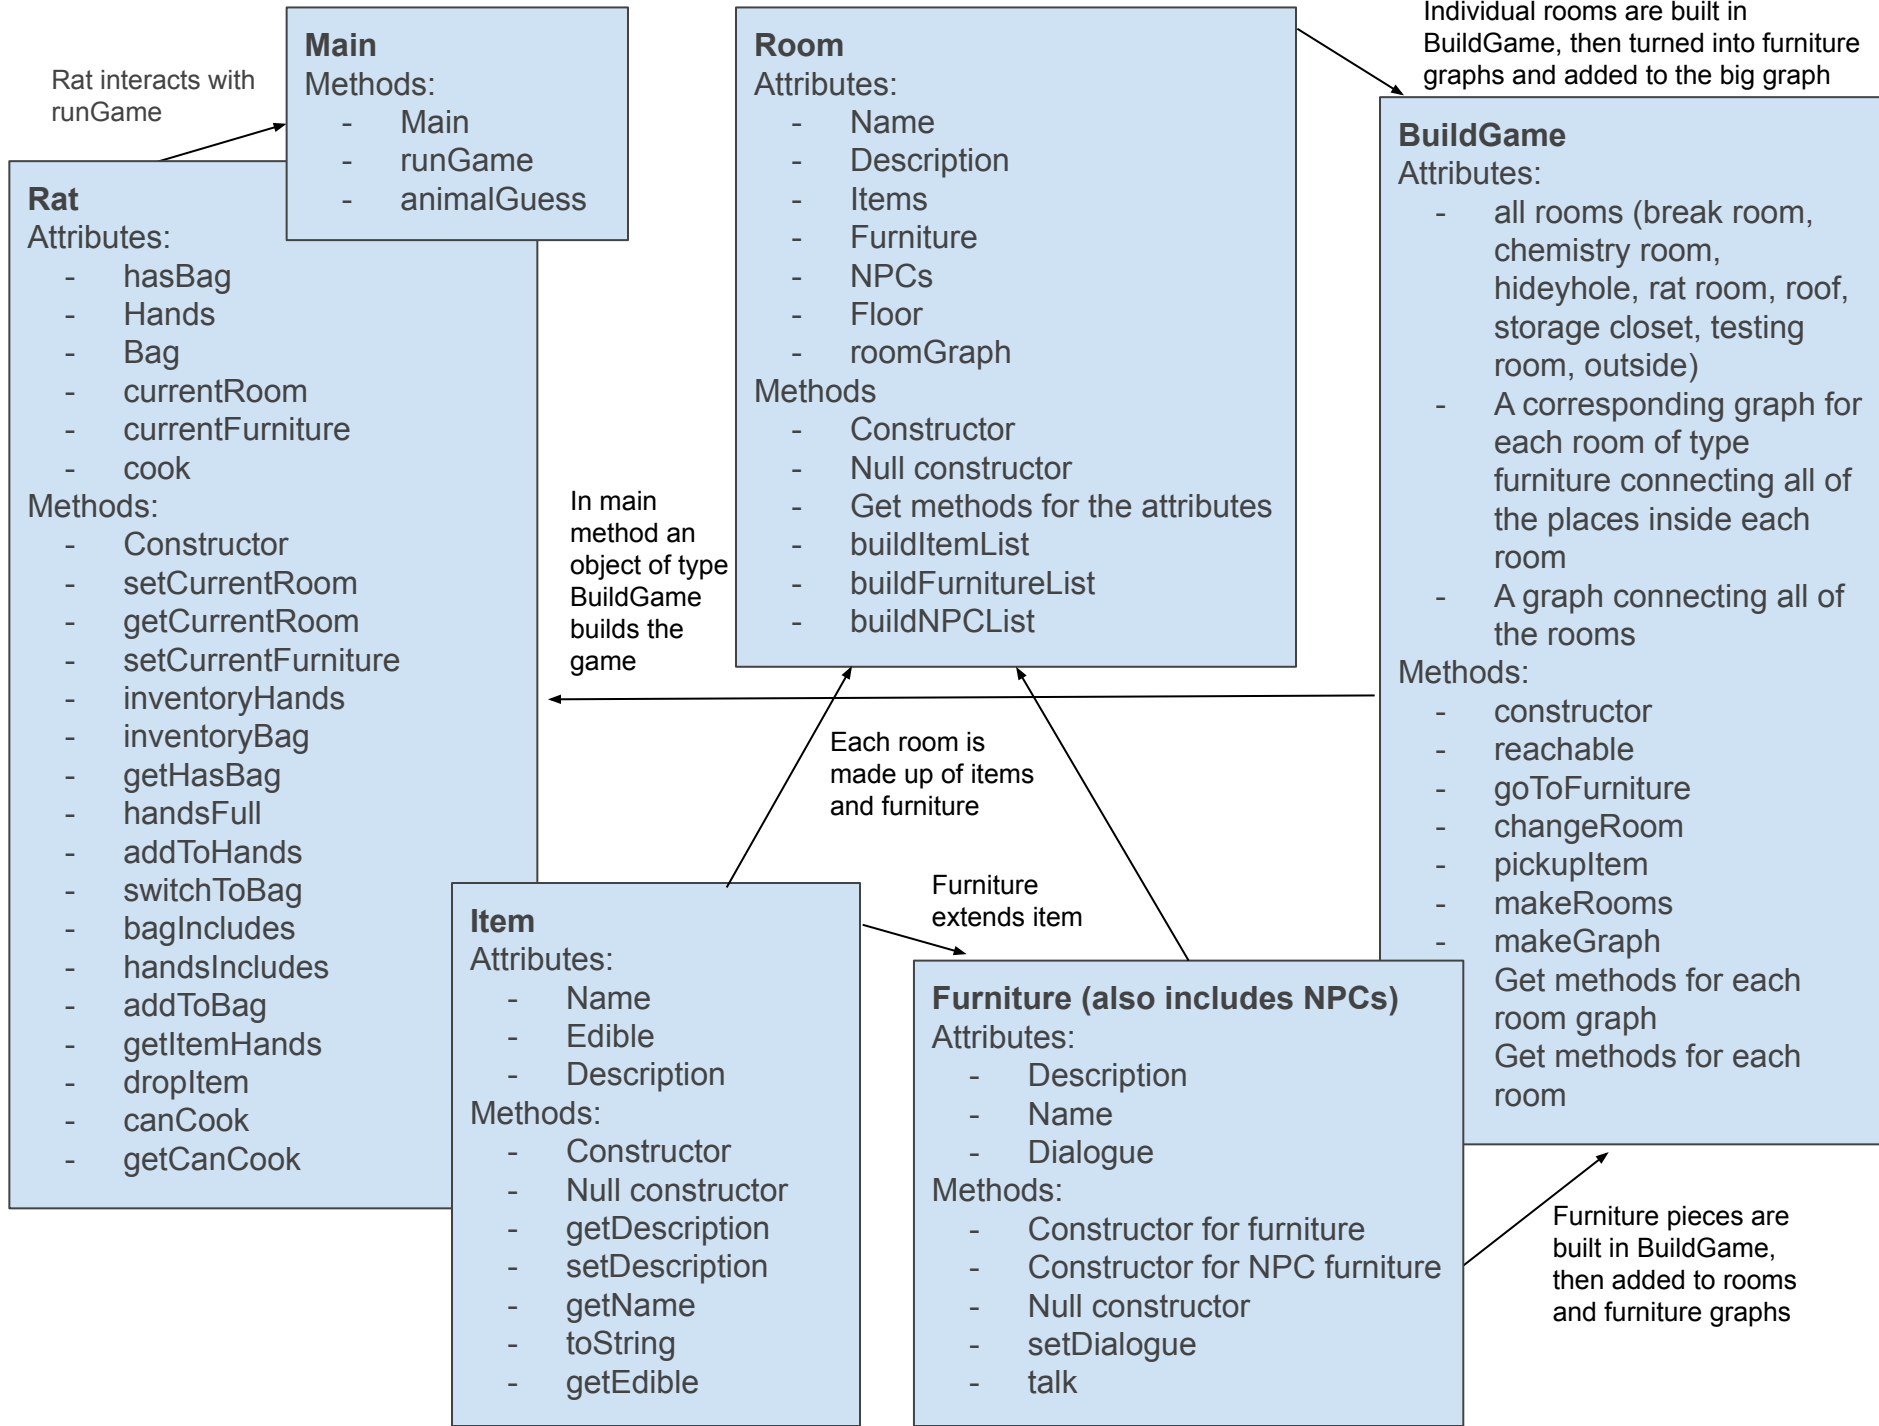 Rat interacts with
runGame
Main
Methods:
- Main
- runGame
- animalGuess
Rat
Attributes:
- hasBag
- Hands
- Bag
- currentRoom
- currentFurniture
- cook
Methods:
- Constructor
- setCurrentRoom
- getCurrentRoom
- setCurrentFurniture
- inventoryHands
- inventoryBag
- getHasBag
- handsFull
- addToHands
- switchToBag
- bagIncludes
- handsIncludes
- addToBag
- getItemHands
- dropItem
- canCook
- getCanCook
In main
method an
object of type
BuildGame
builds the
game
Room
Attributes:
- Name
- Description
- Items
- Furniture
- NPCs
- Floor
- roomGraph
Methods
- Constructor
- Null constructor
- Get methods for the attributes
- buildItemList
- buildFurnitureList
- buildNPCList
Individual rooms are built in
BuildGame, then turned into furniture
graphs and added to the big graph
BuildGame
Attributes:
- all rooms (break room,
chemistry room,
hideyhole, rat room, roof,
storage closet, testing
room, outside)
- A corresponding graph for
each room of type
furniture connecting all of
the places inside each
room
- A graph connecting all of
the rooms
Methods:
- constructor
- reachable
- goToFurniture
- changeRoom
- pickupItem
- makeRooms
- makeGraph
Get methods for each
room graph
Get methods for each
room
Each room is
made up of items
and furniture
Furniture
extends item
Item
Attributes:
- Name
- Edible
- Description
Methods:
- Constructor
- Null constructor
- getDescription
- setDescription
- getName
- toString
- getEdible
Furniture (also includes NPCs)
Attributes:
- Description
- Name
- Dialogue
Methods:
- Constructor for furniture
- Constructor for NPC furniture
- Null constructor
- setDialogue
- talk
Furniture pieces are
built in BuildGame,
then added to rooms
and furniture graphs